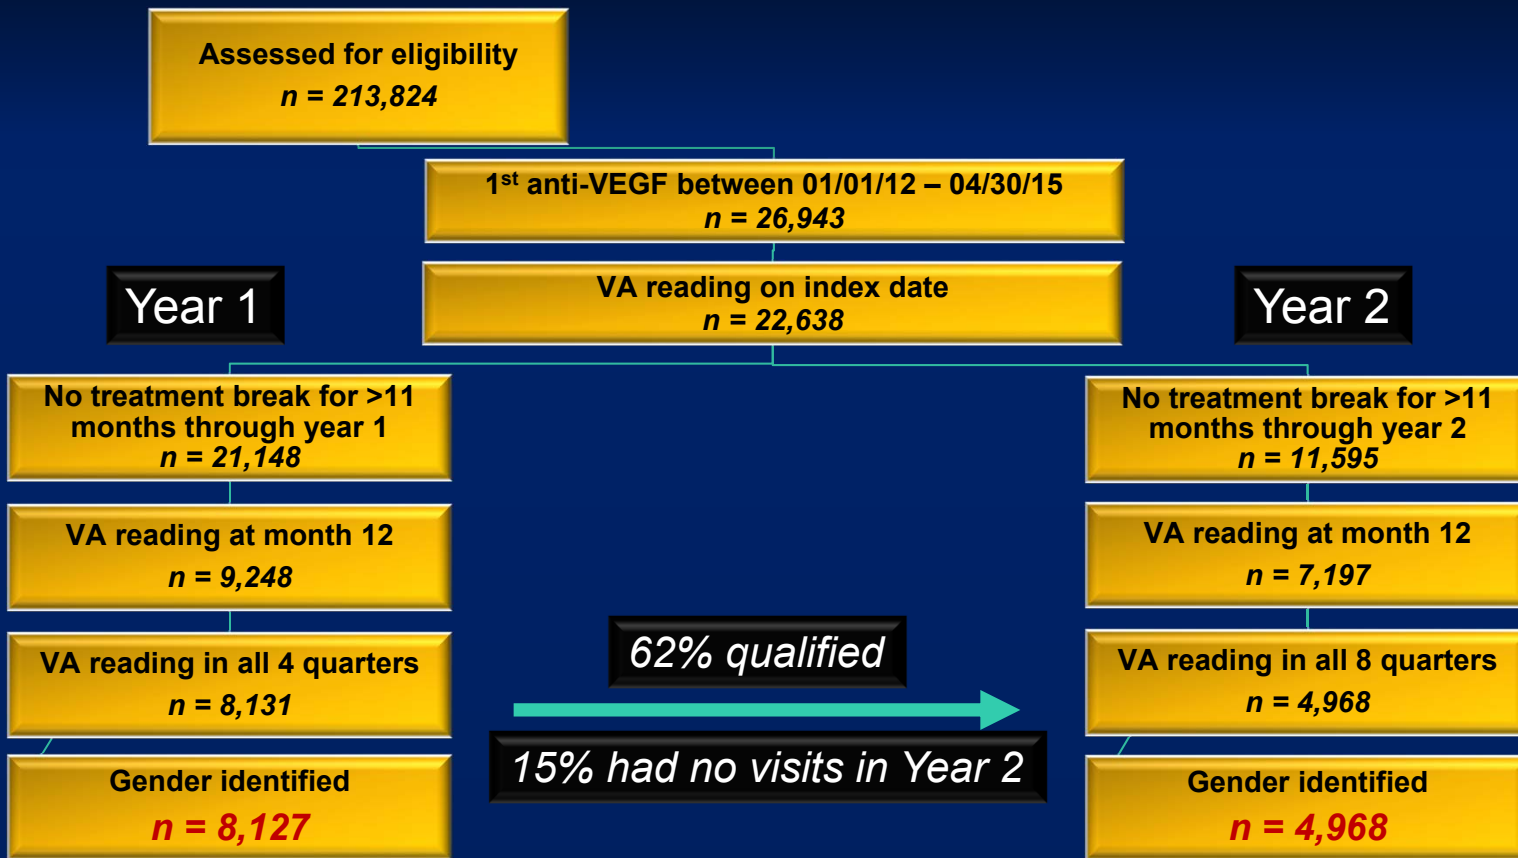 Assessed for eligibility
n = 213,824
1st anti-VEGF between 01/01/12 – 04/30/15
n = 26,943
VA reading on index date
n = 22,638
Year 1
Year 2
No treatment break for >11
months through year 1
n = 21,148
VA reading at month 12
n = 9,248
VA reading in all 4 quarters
n = 8,131
Gender identified
n = 8,127
62% qualified
15% had no visits in Year 2
No treatment break for >11
months through year 2
n = 11,595
VA reading at month 12
n = 7,197
VA reading in all 8 quarters
n = 4,968
Gender identified
n = 4,968